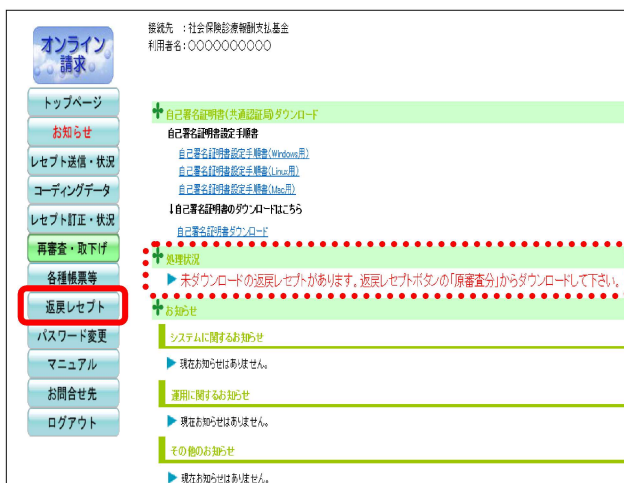 オンライン
請求
トップページ
お知らせ
レセプト送信・状況
コーディングデータ
レセプト訂正・状況
再審査・取下げ
各種帳票等
返戻レセプト
パスワード変更
マニュアル
お問合せ先
ログアウト
接続先 ：社会保険診療報酬支払基金
利用者名：○○○○○○○○○○
自己署名証明書(共通認証局)ダウンロード
自己署名証明書設定手順書
自己署名証明書設定手順書(Windows用)
自己署名証明書設定手順書(Linux用)
自己署名証明書設定手順書(Mac用)
↓自己署名証明書のダウンロードはこちら
自己署名証明書ダウンロード
処理状況
未ダウンロードの返戻レセプトがあります。返戻レセプトボタンの「原審査分」からダウンロードして下さい。
お知らせ
システムに関するお知らせ
現在お知らせはありません。
運用に関するお知らせ
現在お知らせはありません。
その他のお知らせ
現在お知らせはありません。